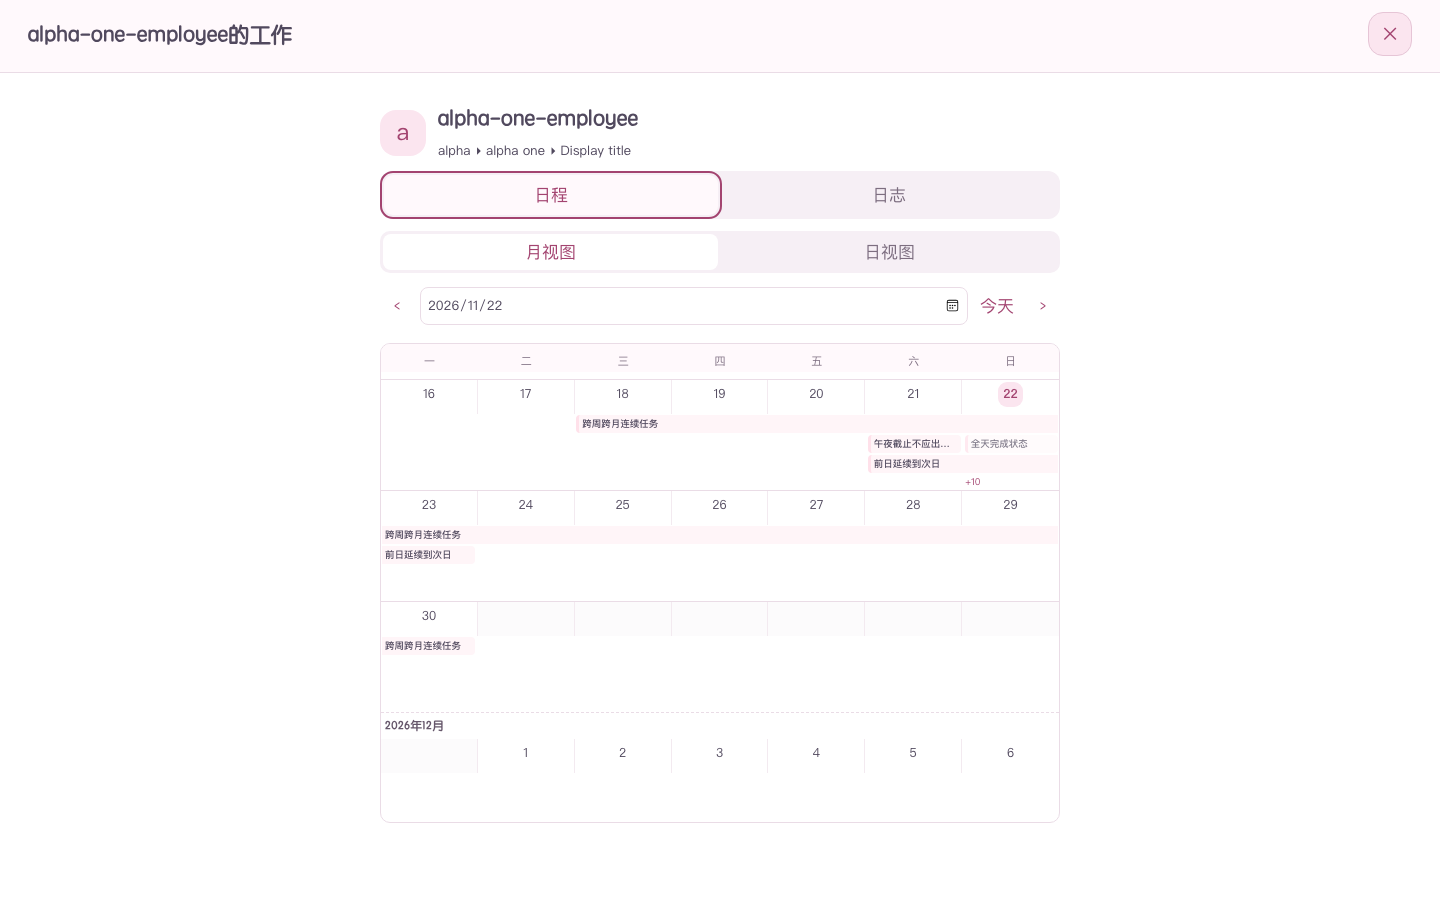 alpha-one-employee的工作
a
alpha-one-employee
alpha ▸ alpha one ▸ Display title
日程 日志
月视图 日视图
2026/11/22 今天
一 二 三 四 五 六 日
16 17 18 19 20 21 22
跨周跨月连续任务
午夜截止不应出... 全天完成状态
前日延续到次日
+10
23 24 25 26 27 28 29
跨周跨月连续任务
前日延续到次日
30
跨周跨月连续任务
2026年12月
1 2 3 4 5 6